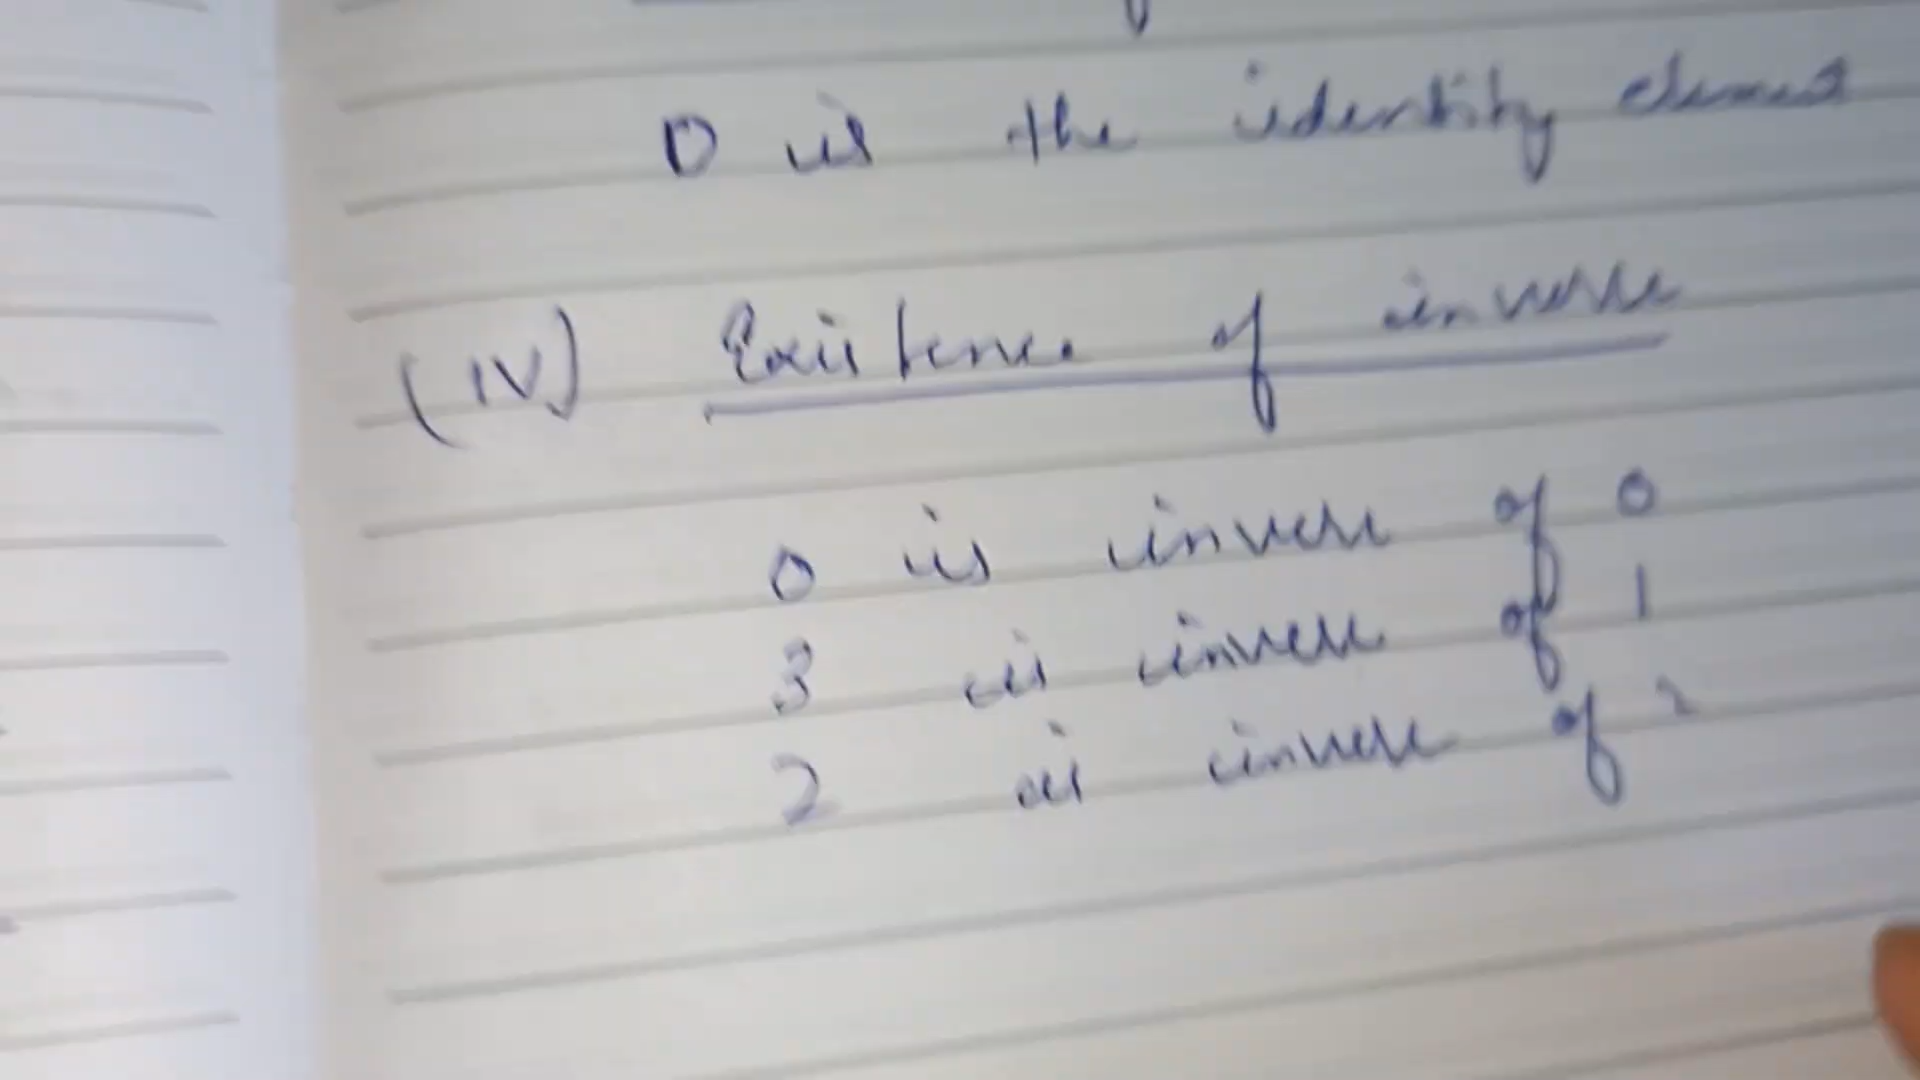 0 is the identity element
(IV) Existence of inverse
0 is inverse of 0
3 is inverse of 1
2 is inverse of 2